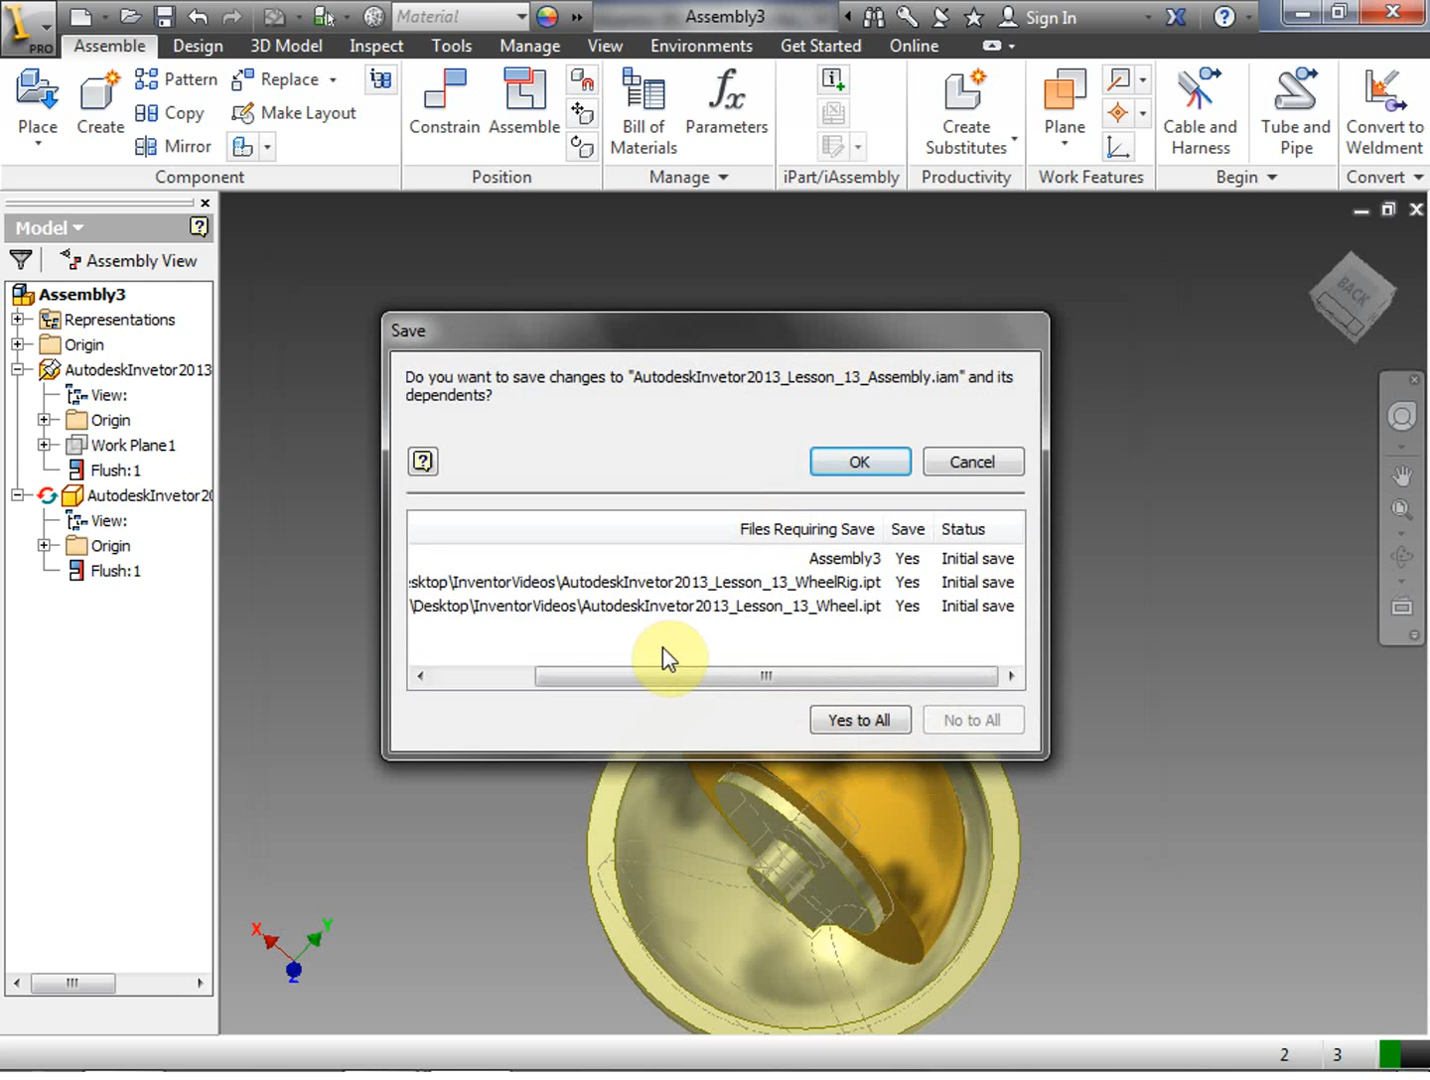 Material
Assembly3
Sign In
PRO
Assemble
Design
3D Model
Inspect
Tools
Manage
View
Environments
Get Started
Online
Place
Create
Pattern
Copy
Mirror
Replace
Make Layout
Component
Constrain
Assemble
Position
Bill of
Materials
Parameters
Manage
iPart/iAssembly
Create
Substitutes
Productivity
Plane
Work Features
Cable and
Harness
Tube and
Pipe
Begin
Convert to
Weldment
Convert
Model
Assembly View
Assembly3
Representations
Origin
AutodeskInvetor2013
View:
Origin
Work Plane1
Flush:1
AutodeskInvetor20
View:
Origin
Flush:1
BACK
Save
Do you want to save changes to "AutodeskInvetor2013_Lesson_13_Assembly.iam" and its
dependents?
OK
Cancel
Files Requiring Save Save Status
Assembly3 Yes Initial save
esktop\InventorVideos\AutodeskInvetor2013_Lesson_13_WheelRig.ipt Yes Initial save
\Desktop\InventorVideos\AutodeskInvetor2013_Lesson_13_Wheel.ipt Yes Initial save
Yes to All
No to All
X
Y
Z
2 3